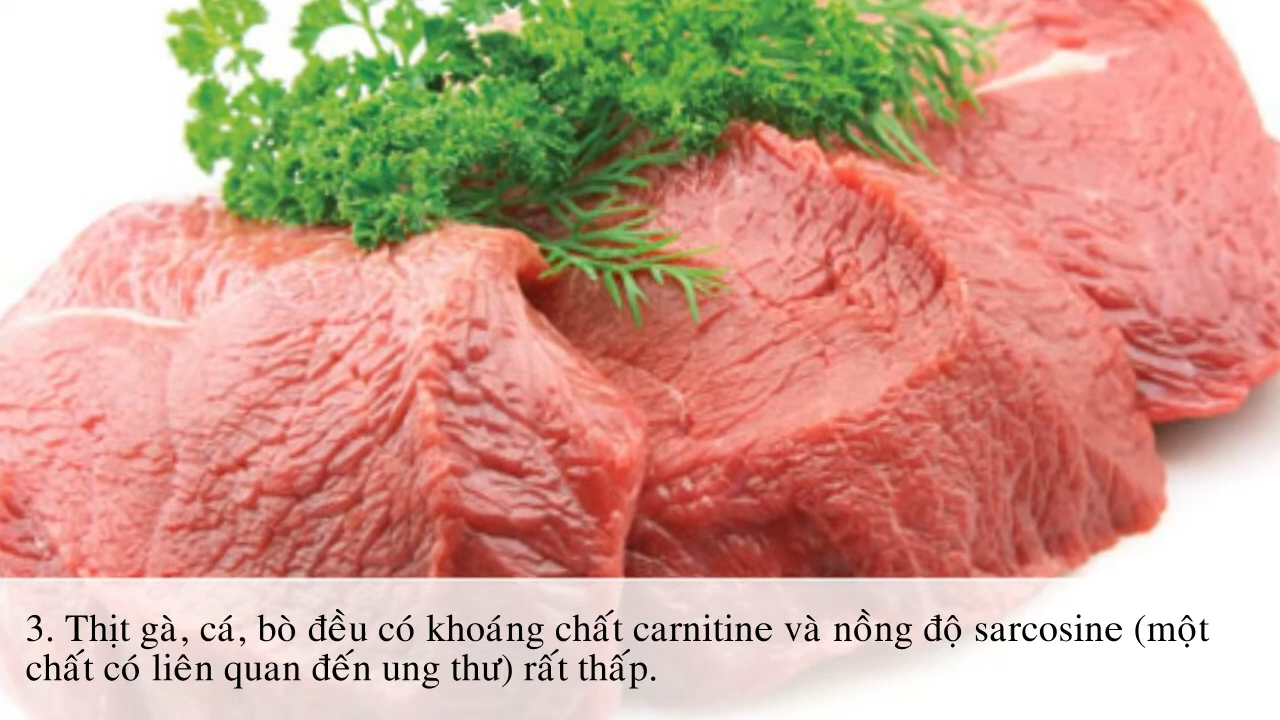 3. Thịt gà, cá, bò đều có khoáng chất carnitine và nồng độ sarcosine (một
chất có liên quan đến ung thư) rất thấp.